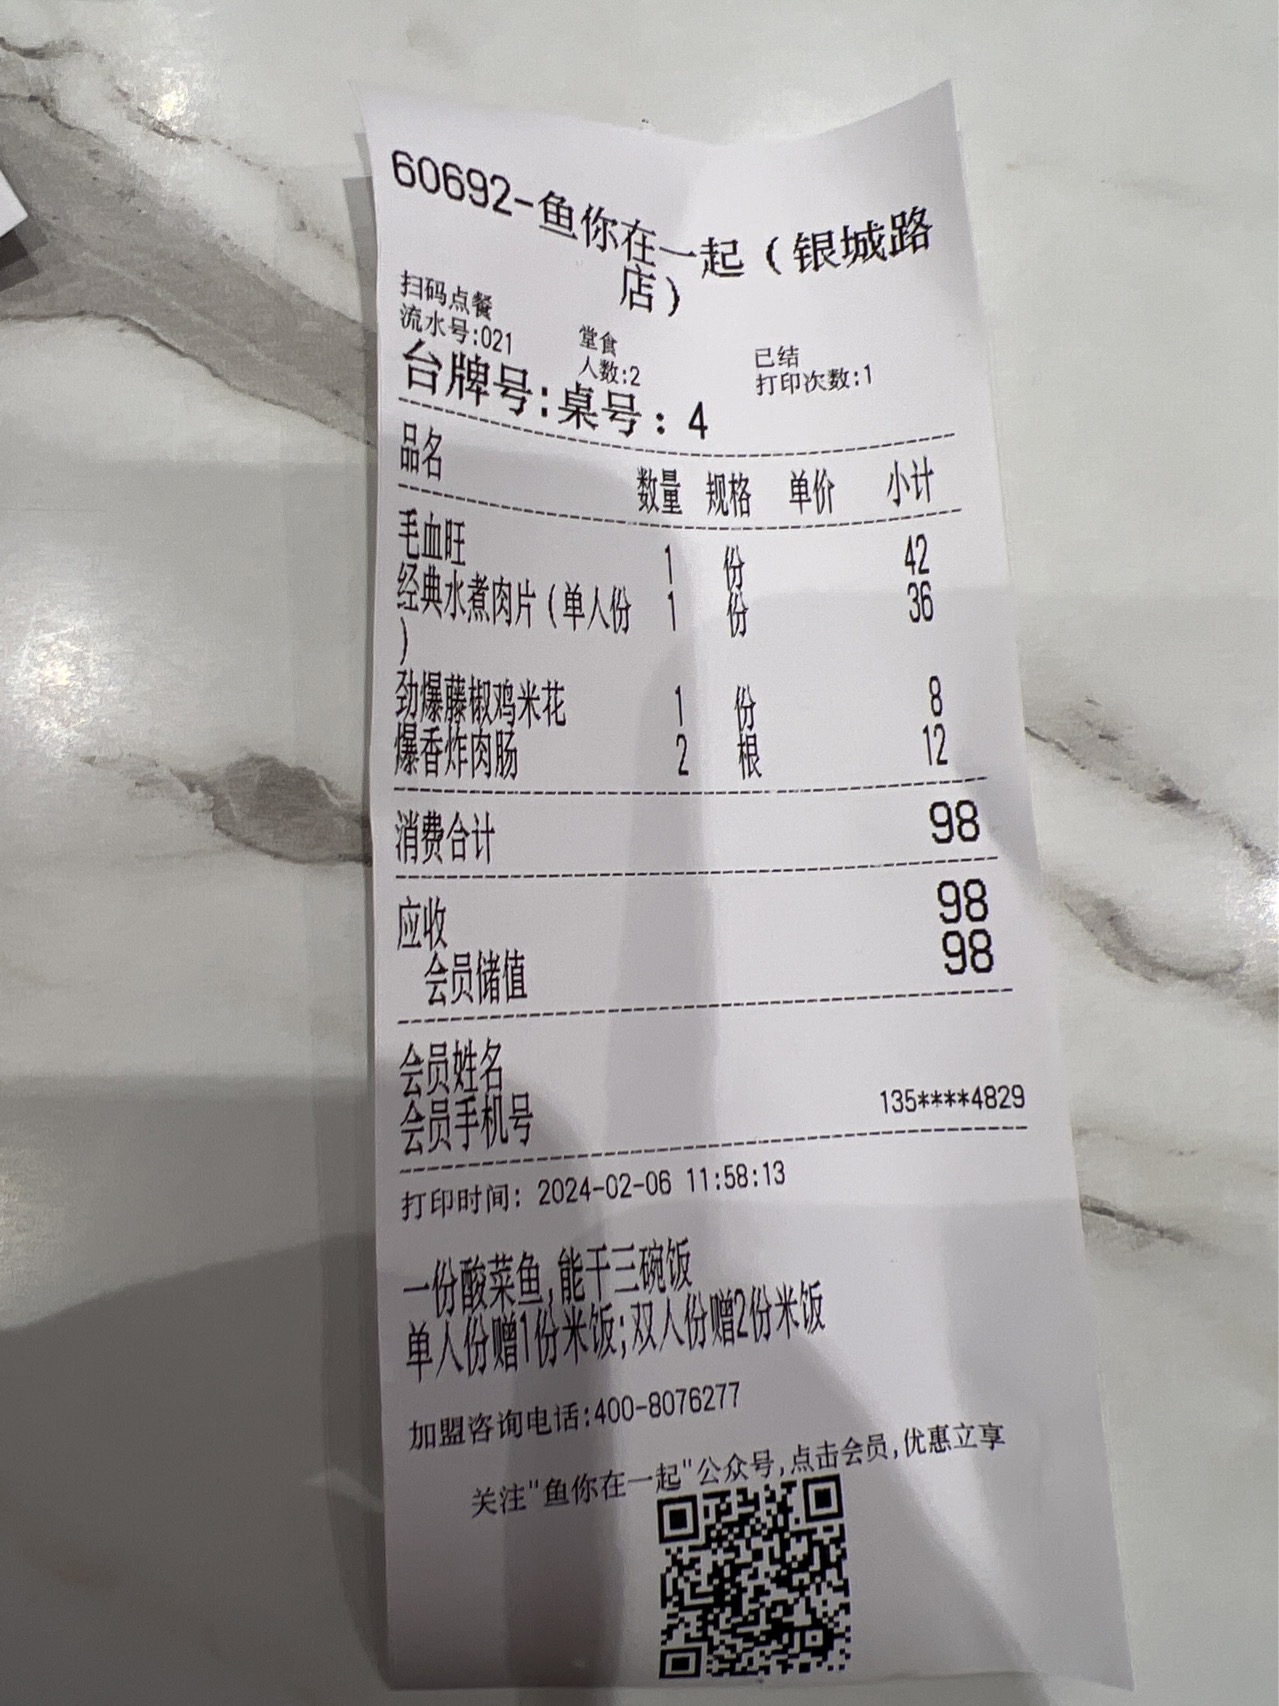 60692-鱼你在一起（银城路
店）
扫码点餐 堂食 已结
流水号:021 人数:2 打印次数:1
台牌号:桌号：4
品名 数量 规格 单价 小计
毛血旺 1 份 42
经典水煮肉片（单人份 1 份 36
）
劲爆藤椒鸡米花 1 份 8
爆香炸肉肠 2 根 12
消费合计 98
应收 98
会员储值 98
会员姓名
会员手机号 135****4829
打印时间: 2024-02-06 11:58:13
一份酸菜鱼,能干三碗饭
单人份赠1份米饭;双人份赠2份米饭
加盟咨询电话:400-8076277
关注"鱼你在一起"公众号,点击会员,优惠立享